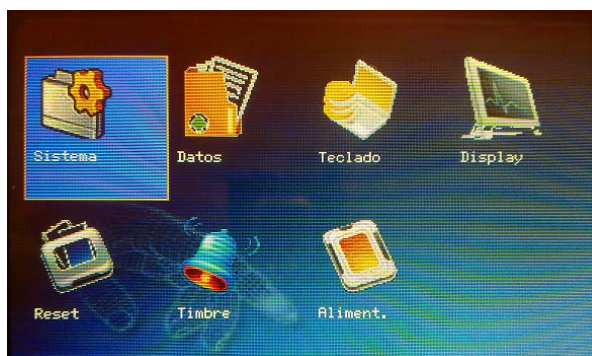 Sistema
Datos
Teclado
Display
Reset
Timbre
Aliment.